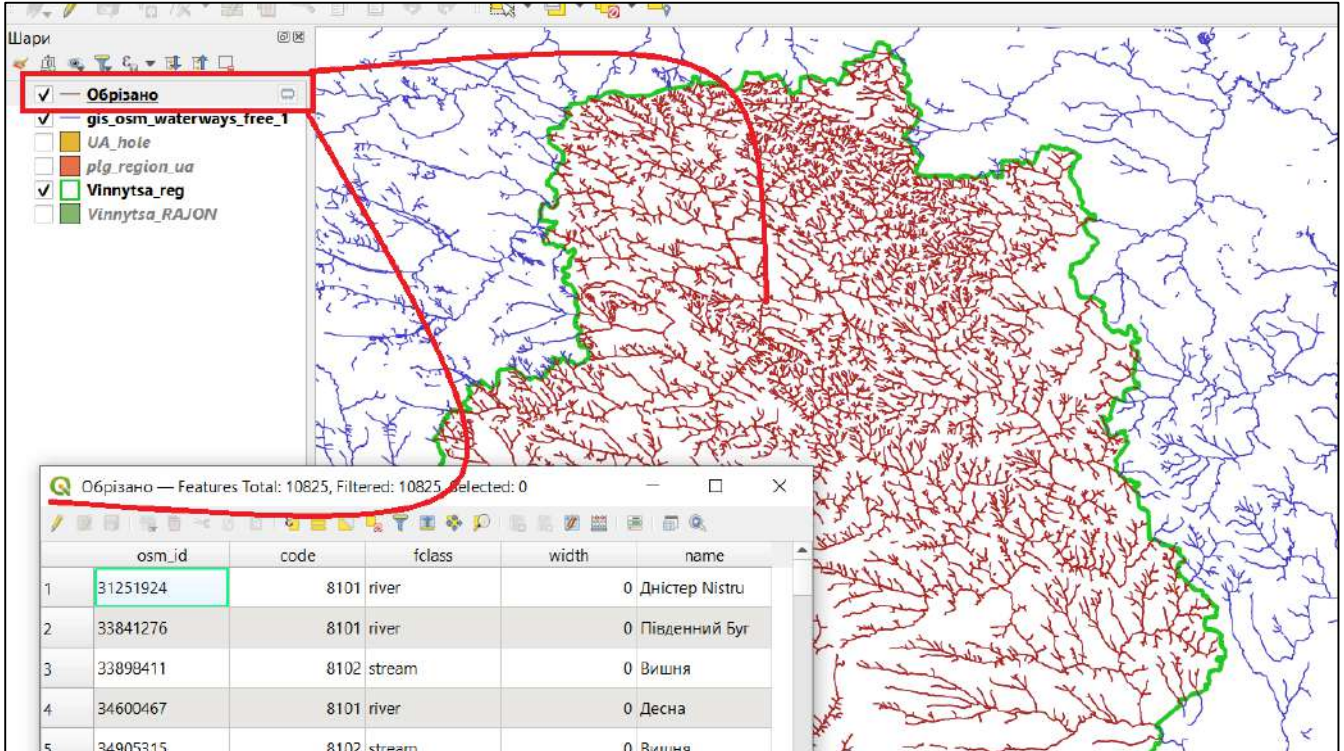 Шари
Обрізано
gis_osm_waterways_free_1
UA_hole
plg_region_ua
Vinnytsa_reg
Vinnytsa_RAJON
Обрізано — Features Total: 10825, Filtered: 10825, Selected: 0
osm_id code fclass width name
1 31251924 8101 river 0 Дністер Nistru
2 33841276 8101 river 0 Південний Буг
3 33898411 8102 stream 0 Вишня
4 34600467 8101 river 0 Десна
5 34905315 8102 stream 0 Вишня